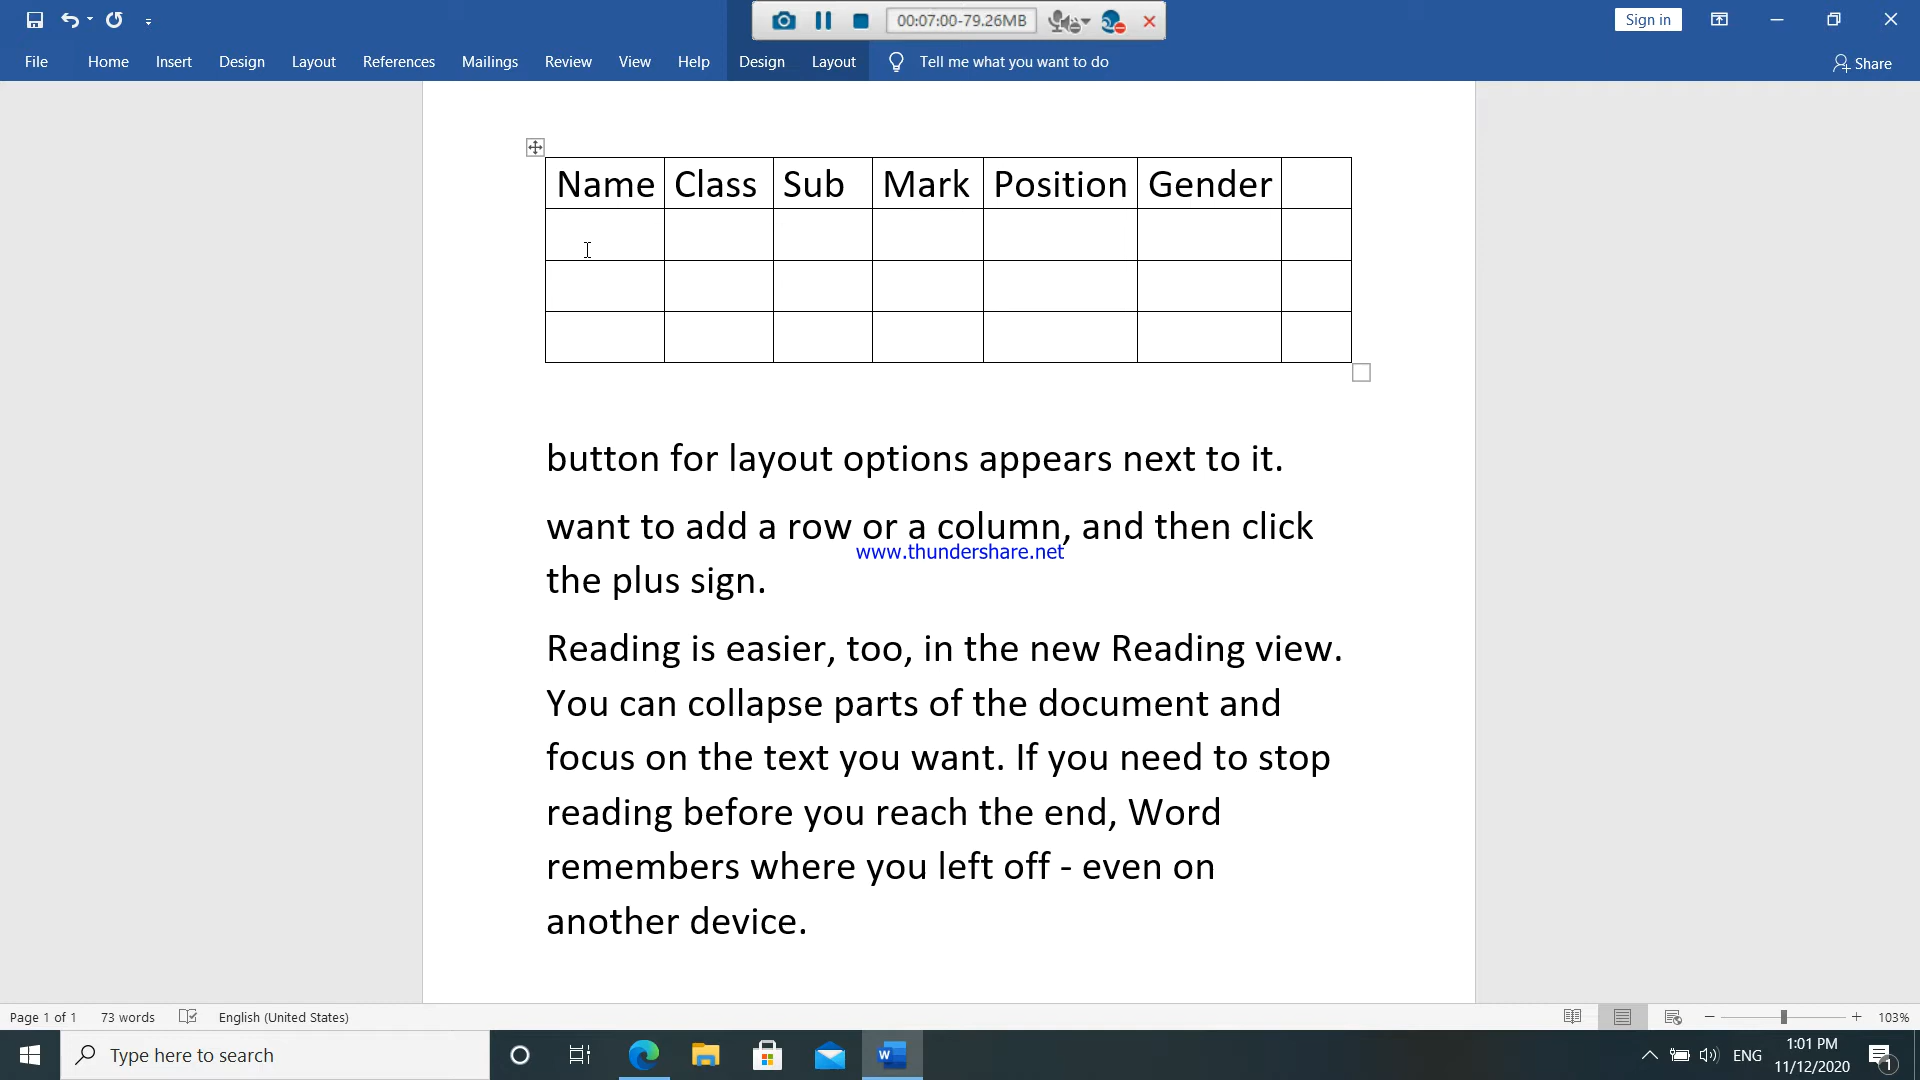 00:07:00-79.26MB
Sign in
File Home Insert Design Layout References Mailings Review View Help Design Layout Tell me what you want to do Share
Name Class Sub Mark Position Gender
button for layout options appears next to it.
want to add a row or a column, and then click
www.thundershare.net
the plus sign.
Reading is easier, too, in the new Reading view.
You can collapse parts of the document and
focus on the text you want. If you need to stop
reading before you reach the end, Word
remembers where you left off - even on
another device.
Page 1 of 1 73 words English (United States) 103%
Type here to search
W
ENG
1:01 PM
11/12/2020
1